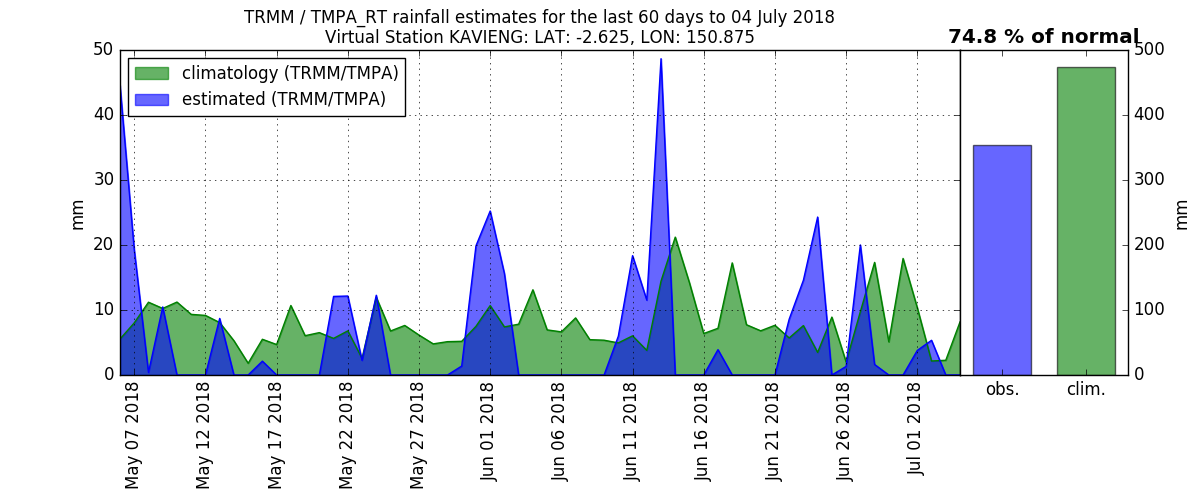 TRMM / TMPA_RT rainfall estimates for the last 60 days to 04 July 2018
Virtual Station KAVIENG: LAT: -2.625, LON: 150.875
74.8 % of normal
climatology (TRMM/TMPA)
estimated (TRMM/TMPA)
50
40
30
20
10
0
mm
May 07 2018
May 12 2018
May 17 2018
May 22 2018
May 27 2018
Jun 01 2018
Jun 06 2018
Jun 11 2018
Jun 16 2018
Jun 21 2018
Jun 26 2018
Jul 01 2018
obs.
clim.
500
400
300
200
100
0
mm